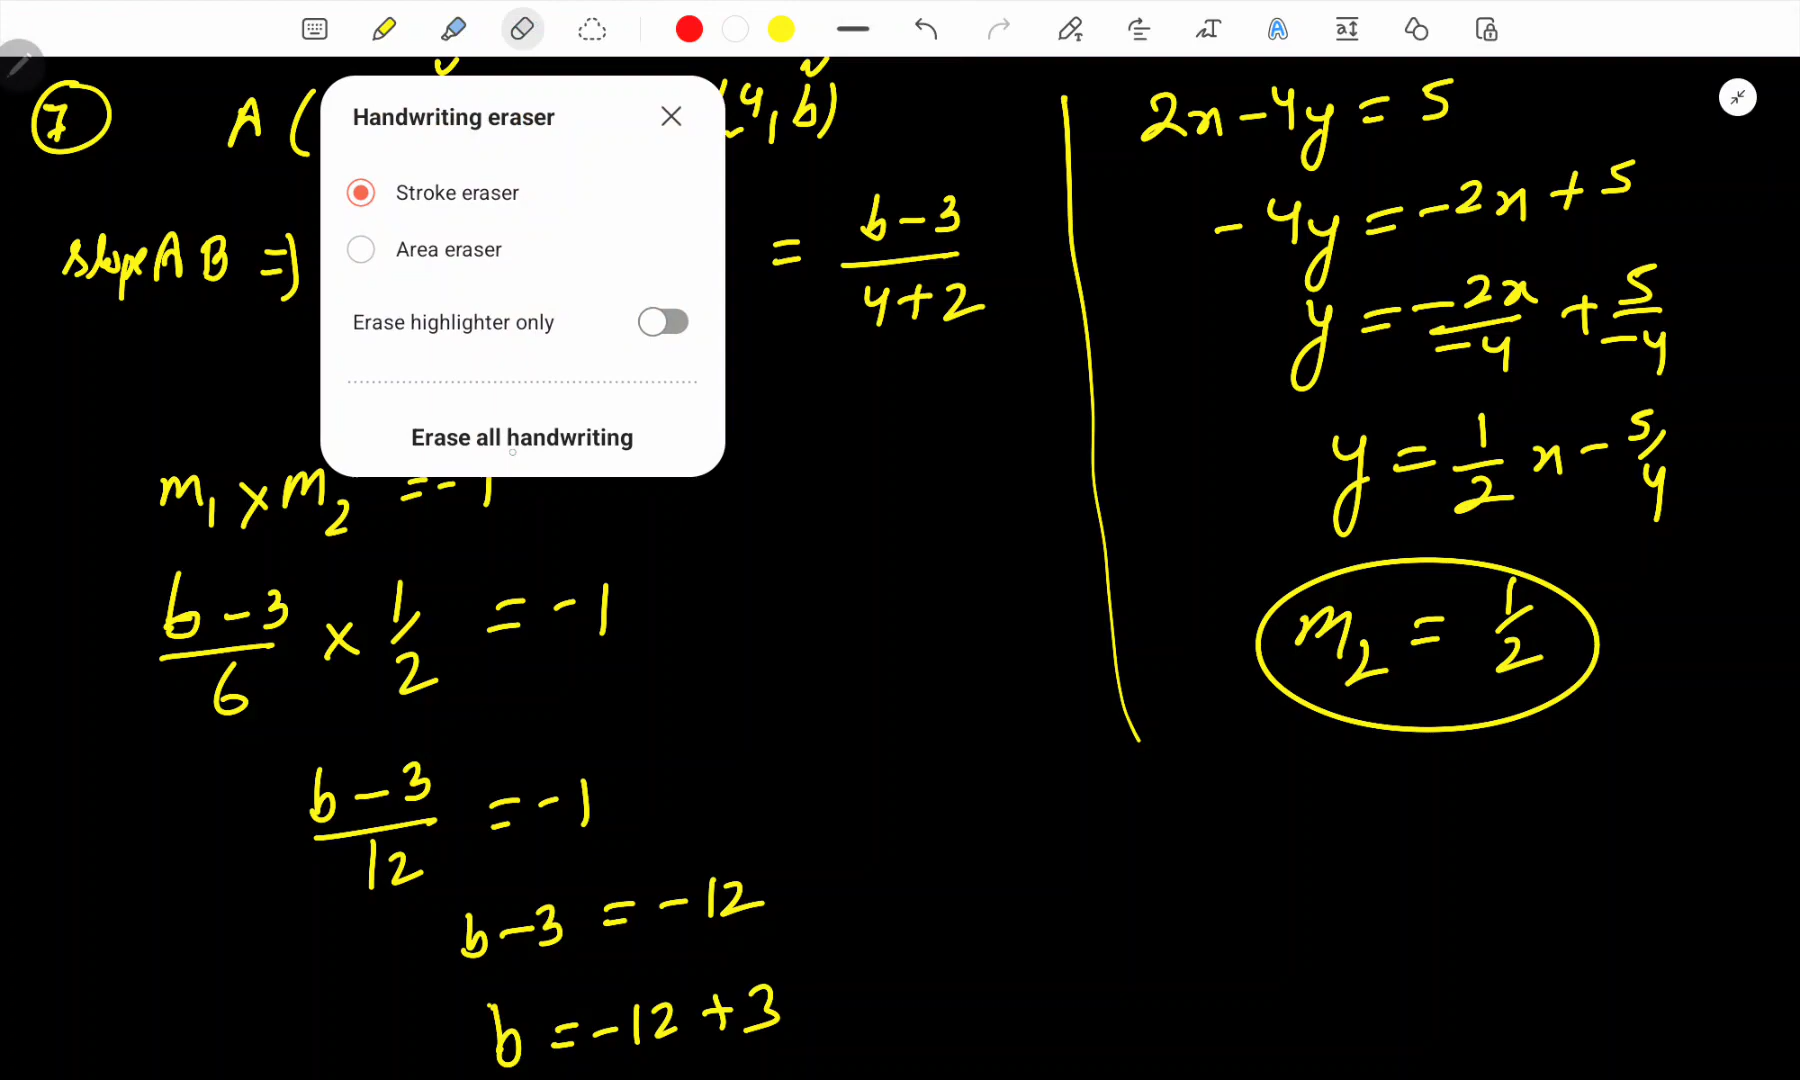 ⑦ A ( 4, b)
Handwriting eraser
Stroke eraser
Area eraser
Erase highlighter only
Erase all handwriting
slope AB ⇒ = b-3/4+2
m₁ × m₂ = -1
b-3/6 × 1/2 = -1
b-3/12 = -1
b-3 = -12
b = -12 + 3
2x - 4y = 5
- 4y = -2x + 5
y = -2x/-4 + 5/-4
y = 1/2 x - 5/4
m₂ = 1/2